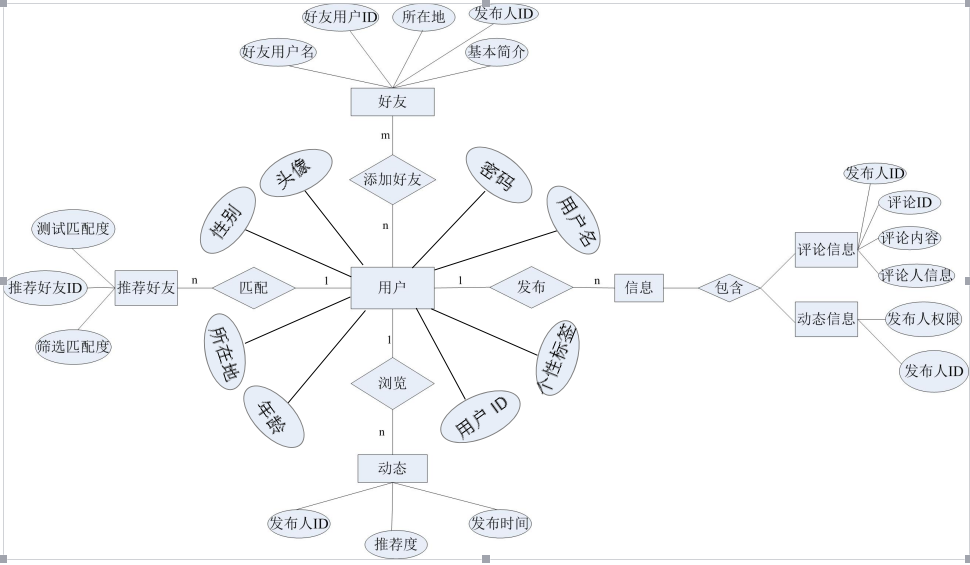 好友用户ID
所在地
发布人ID
好友用户名
基本简介
好友
m
添加好友
n
头像
密码
性别
用户名
发布人ID
评论ID
评论内容
评论人信息
评论信息
测试匹配度
推荐好友ID
筛选匹配度
推荐好友
n
匹配
1
用户
1
发布
n
信息
包含
动态信息
发布人权限
发布人ID
所在地
年龄
1
浏览
n
用户 ID
个性标签
动态
发布人ID
推荐度
发布时间